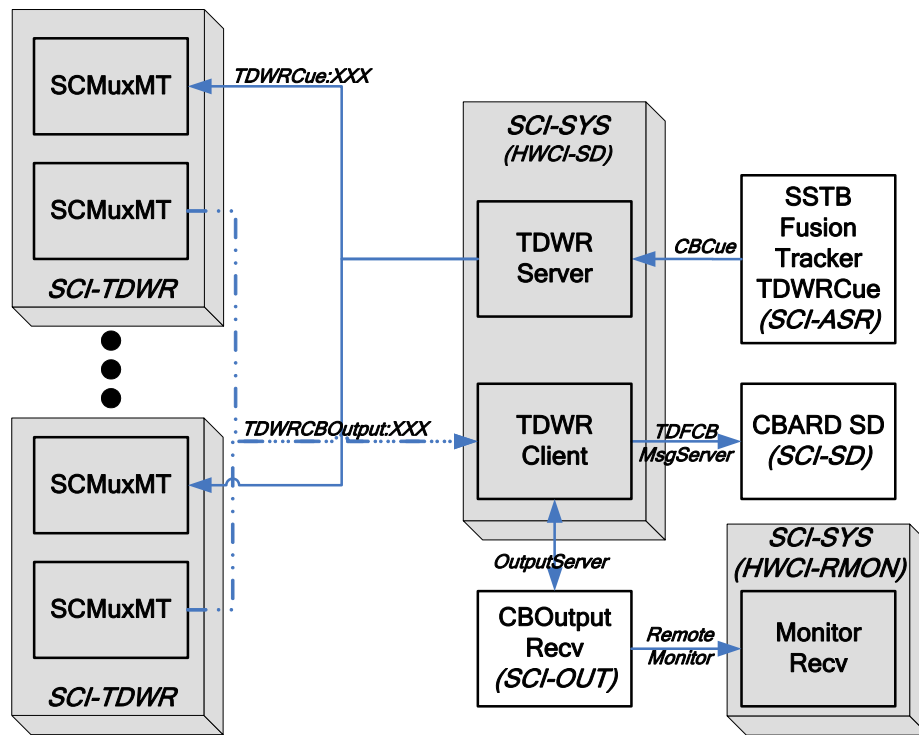 SCMuxMT
SCMuxMT
SCI-TDWR
SCMuxMT
SCMuxMT
SCI-TDWR
TDWRCue:XXX
TDWRCBOutput:XXX
SCI-SYS
(HWCI-SD)
TDWR
Server
TDWR
Client
CBCue
SSTB
Fusion
Tracker
TDWRCue
(SCI-ASR)
TDFCB
MsgServer
CBARD SD
(SCI-SD)
OutputServer
CBOutput
Recv
(SCI-OUT)
Remote
Monitor
SCI-SYS
(HWCI-RMON)
Monitor
Recv